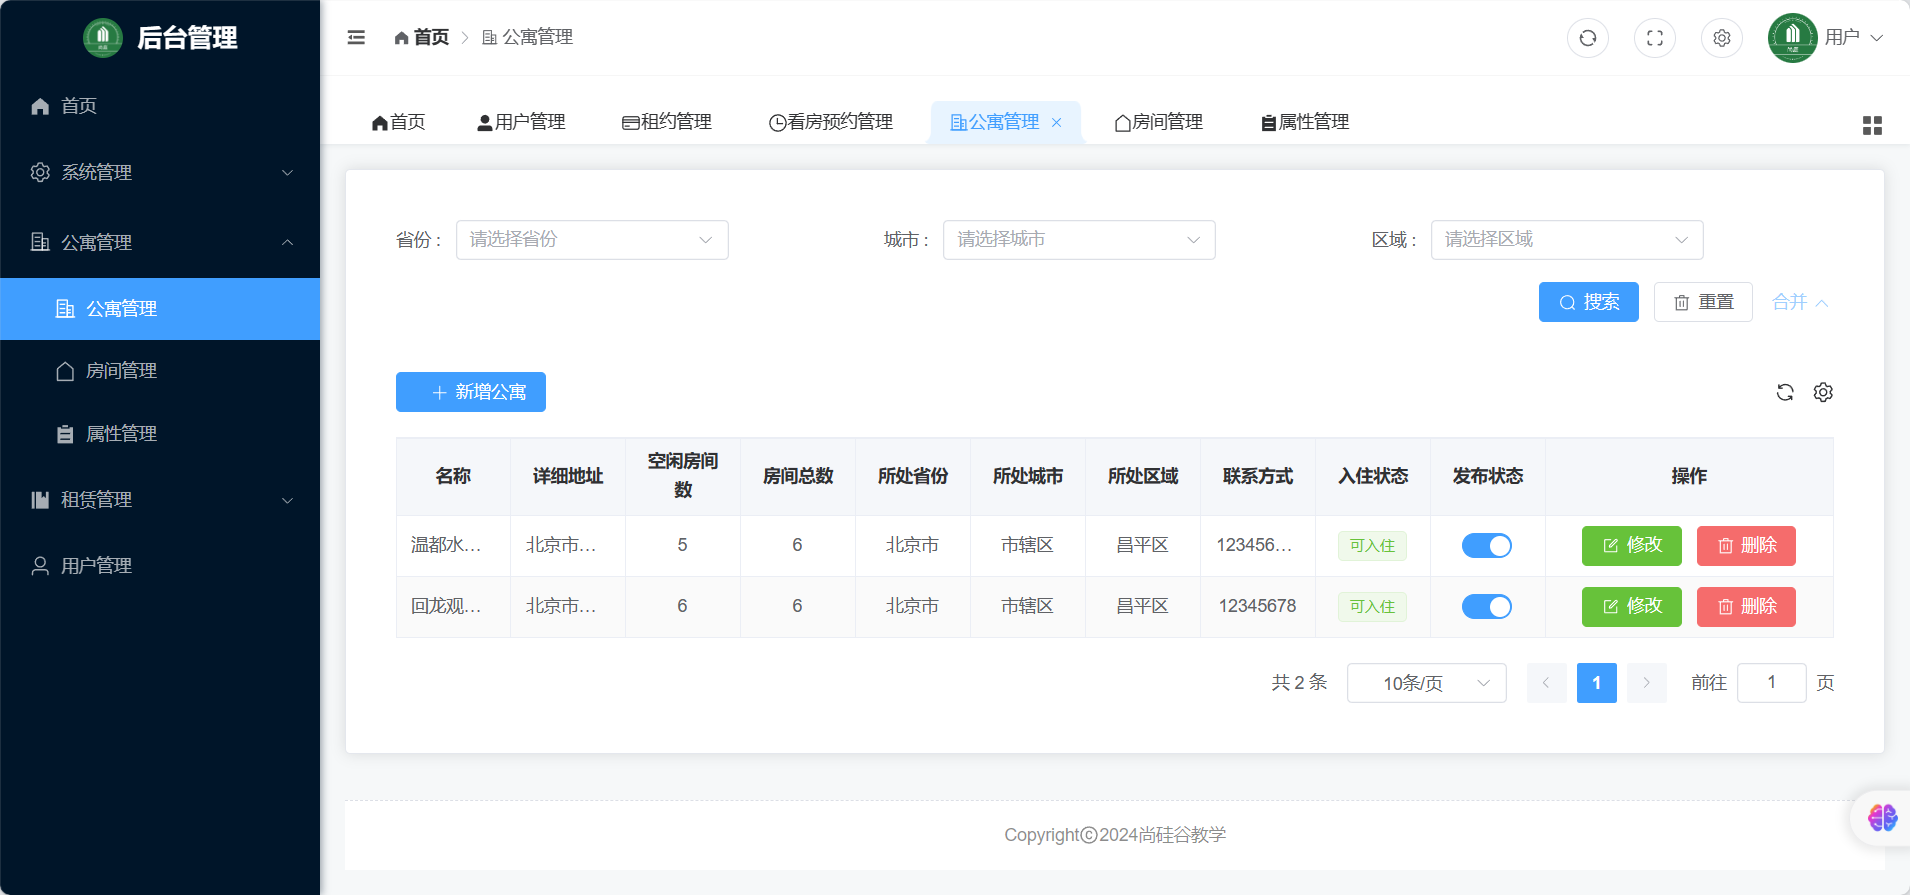 后台管理
首页
系统管理
公寓管理
公寓管理
房间管理
属性管理
租赁管理
用户管理
首页 公寓管理
用户
首页 用户管理 租约管理 看房预约管理 公寓管理 房间管理 属性管理
省份： 请选择省份 城市： 请选择城市 区域： 请选择区域
搜索 重置 合并
新增公寓
名称 详细地址 空闲房间数 房间总数 所处省份 所处城市 所处区域 联系方式 入住状态 发布状态 操作
温都水... 北京市... 5 6 北京市 市辖区 昌平区 123456... 可入住 修改 删除
回龙观... 北京市... 6 6 北京市 市辖区 昌平区 12345678 可入住 修改 删除
共 2 条 10条/页 1 前往 1 页
Copyrightⓒ2024尚硅谷教学